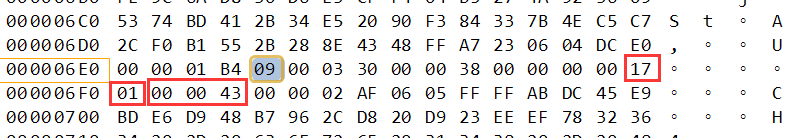 000006C0 53 74 BD 41 2B 34 E5 20 90 F3 84 33 7B 4E C5 C7 S t ∘ A
000006D0 2C F0 B1 55 2B 28 8E 43 48 FF A7 23 06 04 DC E0 , ∘ ∘ U
000006E0 00 00 01 B4 09 00 03 30 00 00 38 00 00 00 00 17 ∘ ∘ ∘ °
000006F0 01 00 00 43 00 00 02 AF 06 05 FF FF AB DC 45 E9 ∘ ∘ ∘ C
00000700 BD E6 D9 48 B7 96 2C D8 20 D9 23 EE EF 78 32 36 ∘ ∘ ∘ H